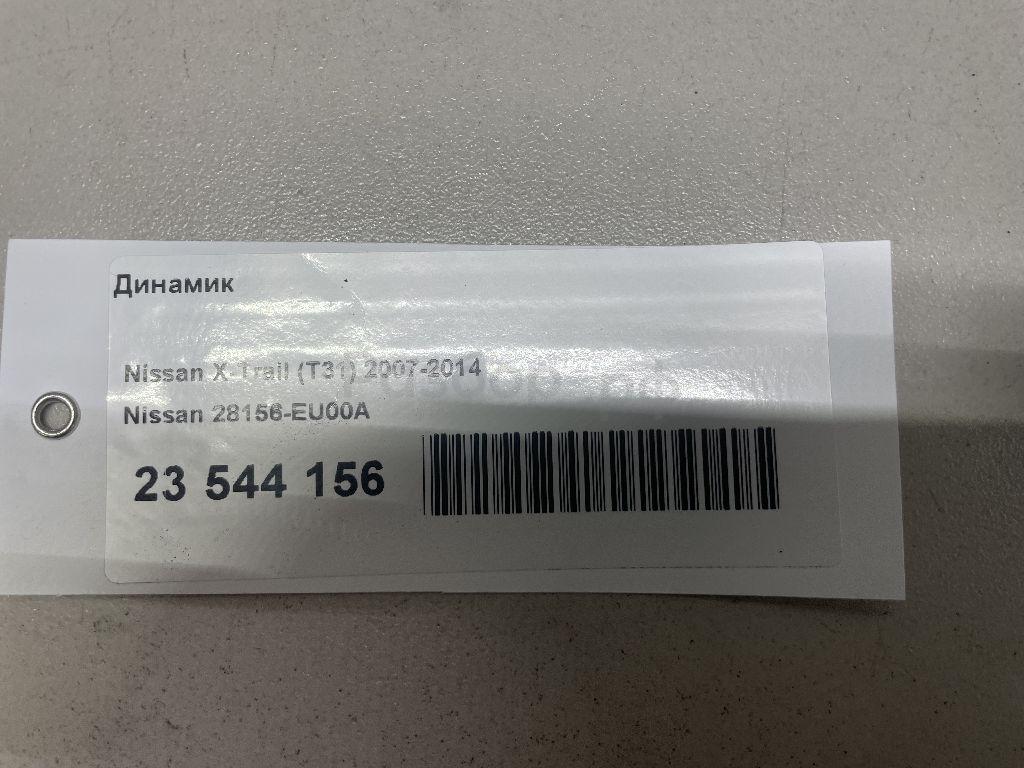 Динамик
Nissan X-Trail (T31) 2007-2014
Nissan 28156-EU00A
23 544 156